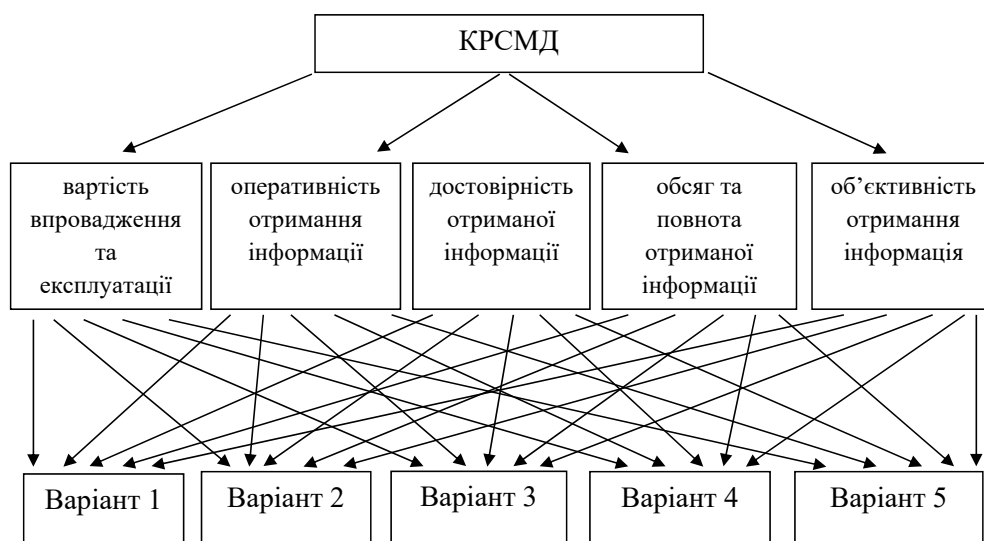 КРСМД
вартість
впровадження
та
експлуатації
оперативність
отримання
інформації
достовірність
отриманої
інформації
обсяг та
повнота
отриманої
інформації
об’єктивність
отримання
інформація
Варіант 1
Варіант 2
Варіант 3
Варіант 4
Варіант 5